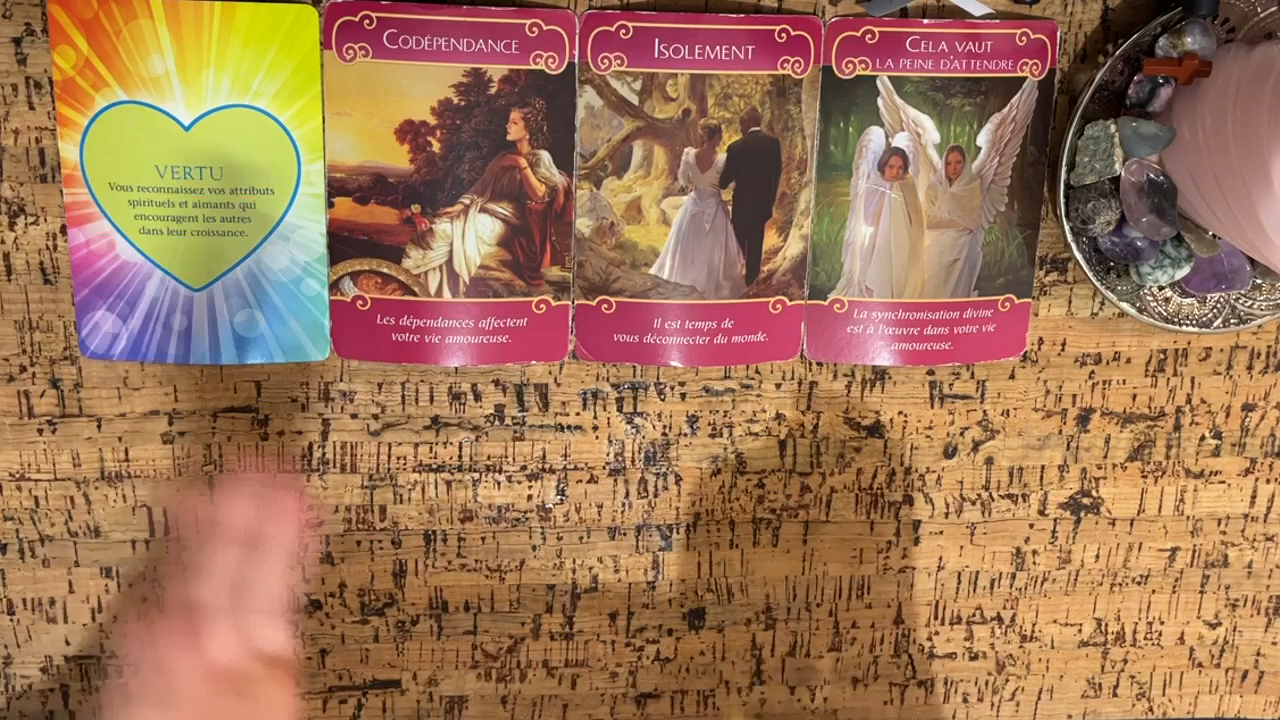 VERTU
Vous reconnaissez vos attributs
spirituels et aimants qui
encouragent les autres
dans leur croissance.
CODÉPENDANCE
Les dépendances affectent
votre vie amoureuse.
ISOLEMENT
Il est temps de
vous déconnecter du monde.
CELA VAUT
LA PEINE D'ATTENDRE
La synchronisation divine
est à l'œuvre dans votre vie
amoureuse.